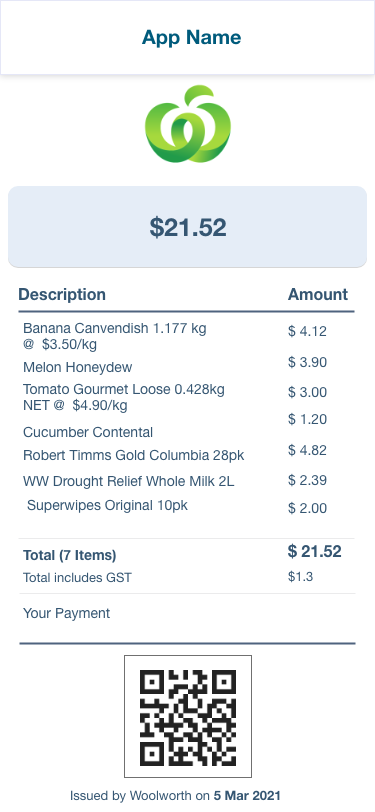 App Name
$21.52
Description Amount
Banana Canvendish 1.177 kg $ 4.12
@ $3.50/kg
Melon Honeydew $ 3.90
Tomato Gourmet Loose 0.428kg $ 3.00
NET @ $4.90/kg
Cucumber Contental $ 1.20
Robert Timms Gold Columbia 28pk $ 4.82
WW Drought Relief Whole Milk 2L $ 2.39
Superwipes Original 10pk $ 2.00
Total (7 Items) $ 21.52
Total includes GST $1.3
Your Payment
Issued by Woolworth on 5 Mar 2021